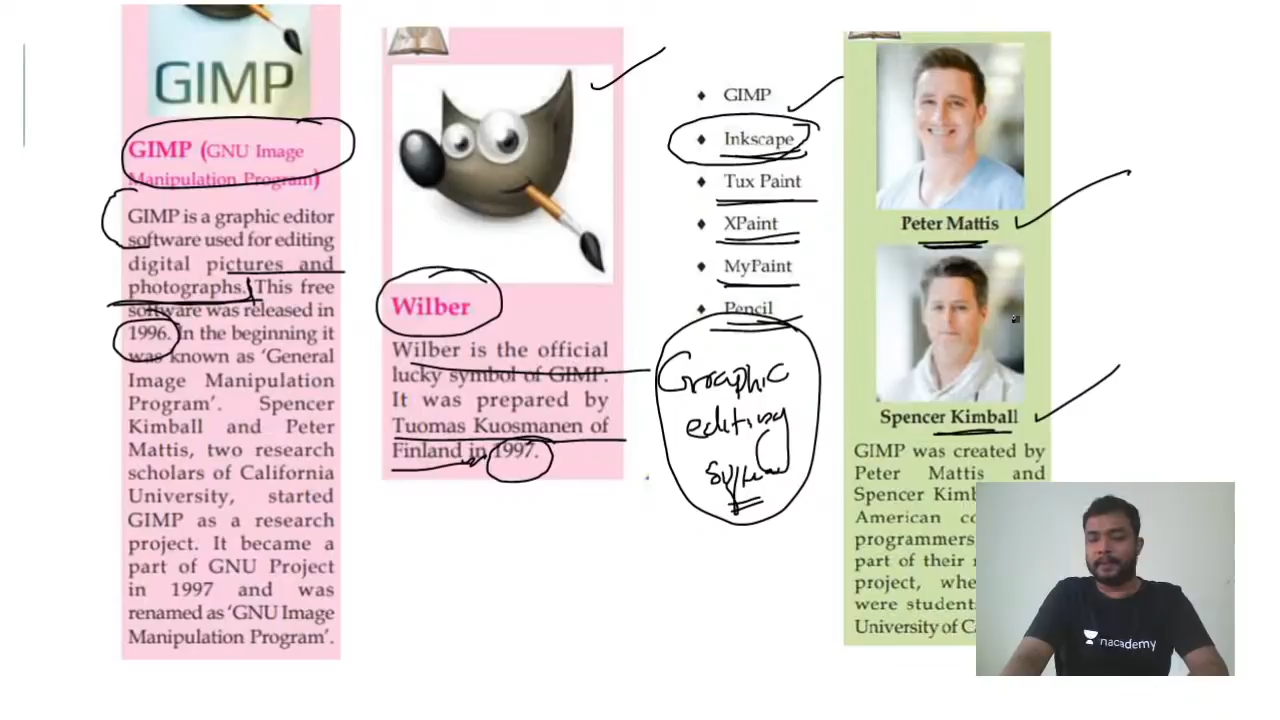 GIMP
GIMP (GNU Image
Manipulation Program)
GIMP is a graphic editor
software used for editing
digital pictures and
photographs. This free
software was released in
1996. In the beginning it
was known as 'General
Image Manipulation
Program'. Spencer
Kimball and Peter
Mattis, two research
scholars of California
University, started
GIMP as a research
project. It became a
part of GNU Project
in 1997 and was
renamed as 'GNU Image
Manipulation Program'.
Wilber
Wilber is the official
lucky symbol of GIMP.
It was prepared by
Tuomas Kuosmanen of
Finland in 1997.
♦ GIMP
♦ Inkscape
♦ Tux Paint
♦ XPaint
♦ MyPaint
♦ Pencil
Graphic
editing
Peter Mattis
Spencer Kimball
GIMP was created by
Peter Mattis and
Spencer Kimb
American co
programmers
part of their
project, whe
were student
University of Ca
unacademy